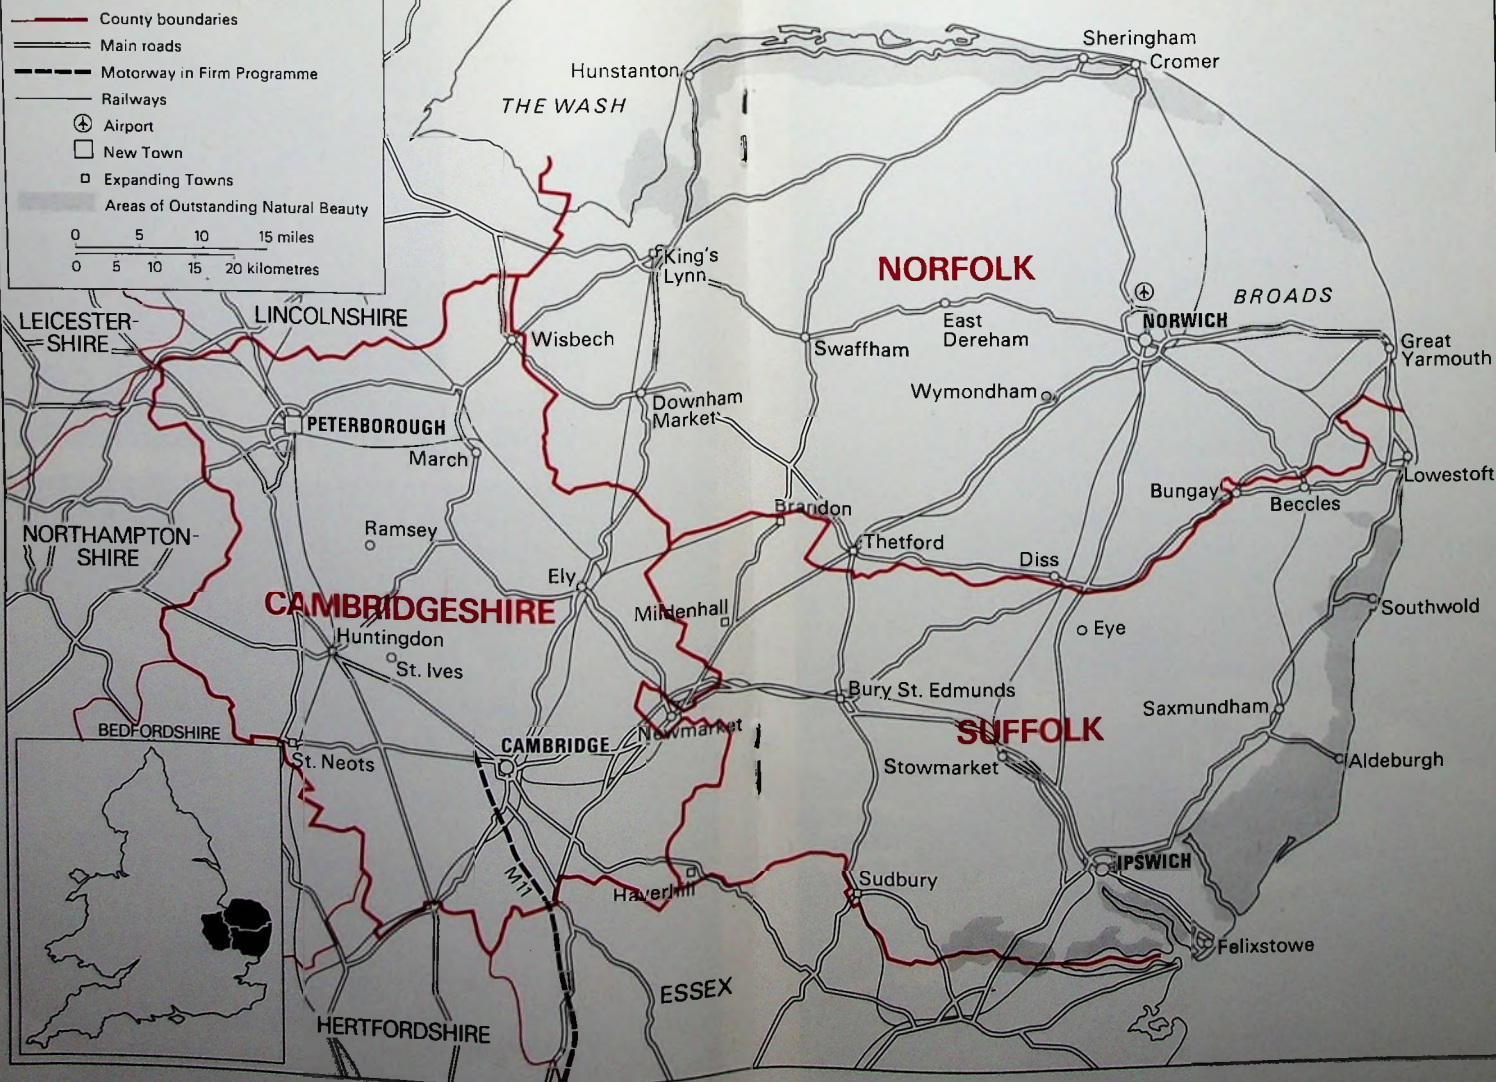 County boundaries
Main roads
Motorway in Firm Programme
Railways
Airport
New Town
Expanding Towns
Areas of Outstanding Natural Beauty
0 5 10 15 miles
0 5 10 15 20 kilometres
Sheringham
Cromer
Hunstanton
THE WASH
King's
Lynn
NORFOLK
BROADS
LEICESTER-
SHIRE
LINCOLNSHIRE
Wisbech
Swaffham
East
Dereham
NORWICH
Great
Yarmouth
Wymondham
Downham
Market
PETERBOROUGH
March
Lowestoft
Bungay
Beccles
Brandon
NORTHAMPTON-
SHIRE
Ramsey
Thetford
Diss
Ely
CAMBRIDGESHIRE
Mildenhall
Southwold
Huntingdon
Eye
St. Ives
Bury St. Edmunds
Saxmundham
BEDFORDSHIRE
Newmarket
SUFFOLK
CAMBRIDGE
St. Neots
Stowmarket
Aldeburgh
M11
Haverhill
Sudbury
IPSWICH
Felixstowe
ESSEX
HERTFORDSHIRE